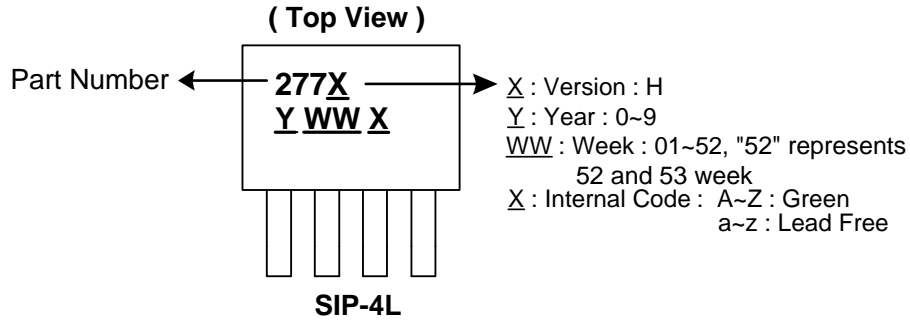 ( Top View )
Part Number
277X
Y WW X
X : Version : H
Y : Year : 0~9
WW : Week : 01~52, "52" represents
52 and 53 week
X : Internal Code : A~Z : Green
a~z : Lead Free
SIP-4L